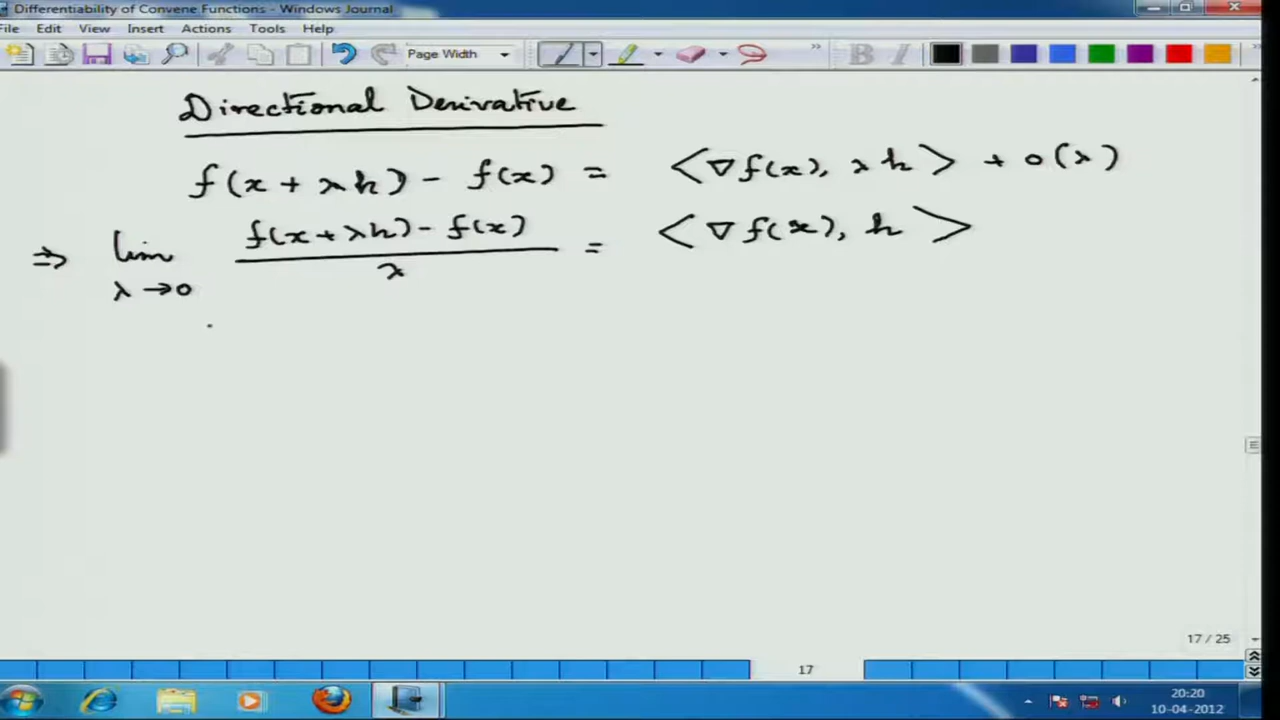 Differentiability of Convene Functions - Windows Journal
File Edit View Insert Actions Tools Help
Page Width
Directional Derivative
f(x + λh) - f(x) = <∇f(x), λh> + o(λ)
⇒ lim λ→0 f(x+λh) - f(x) / λ = <∇f(x), h>
17 / 25
17
20:20
10-04-2012